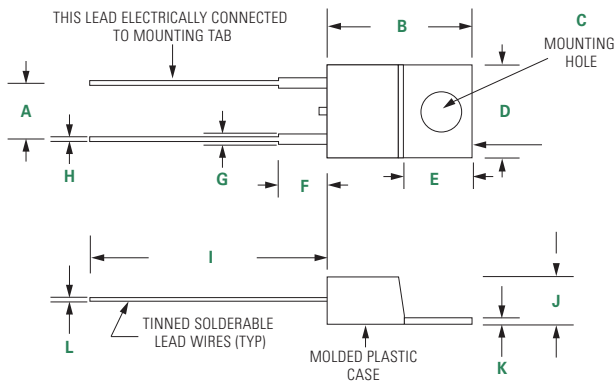 THIS LEAD ELECTRICALLY CONNECTED
TO MOUNTING TAB
B
C
MOUNTING
HOLE
A
D
H
G
F
E
I
J
L
TINNED SOLDERABLE
LEAD WIRES (TYP)
MOLDED PLASTIC
CASE
K